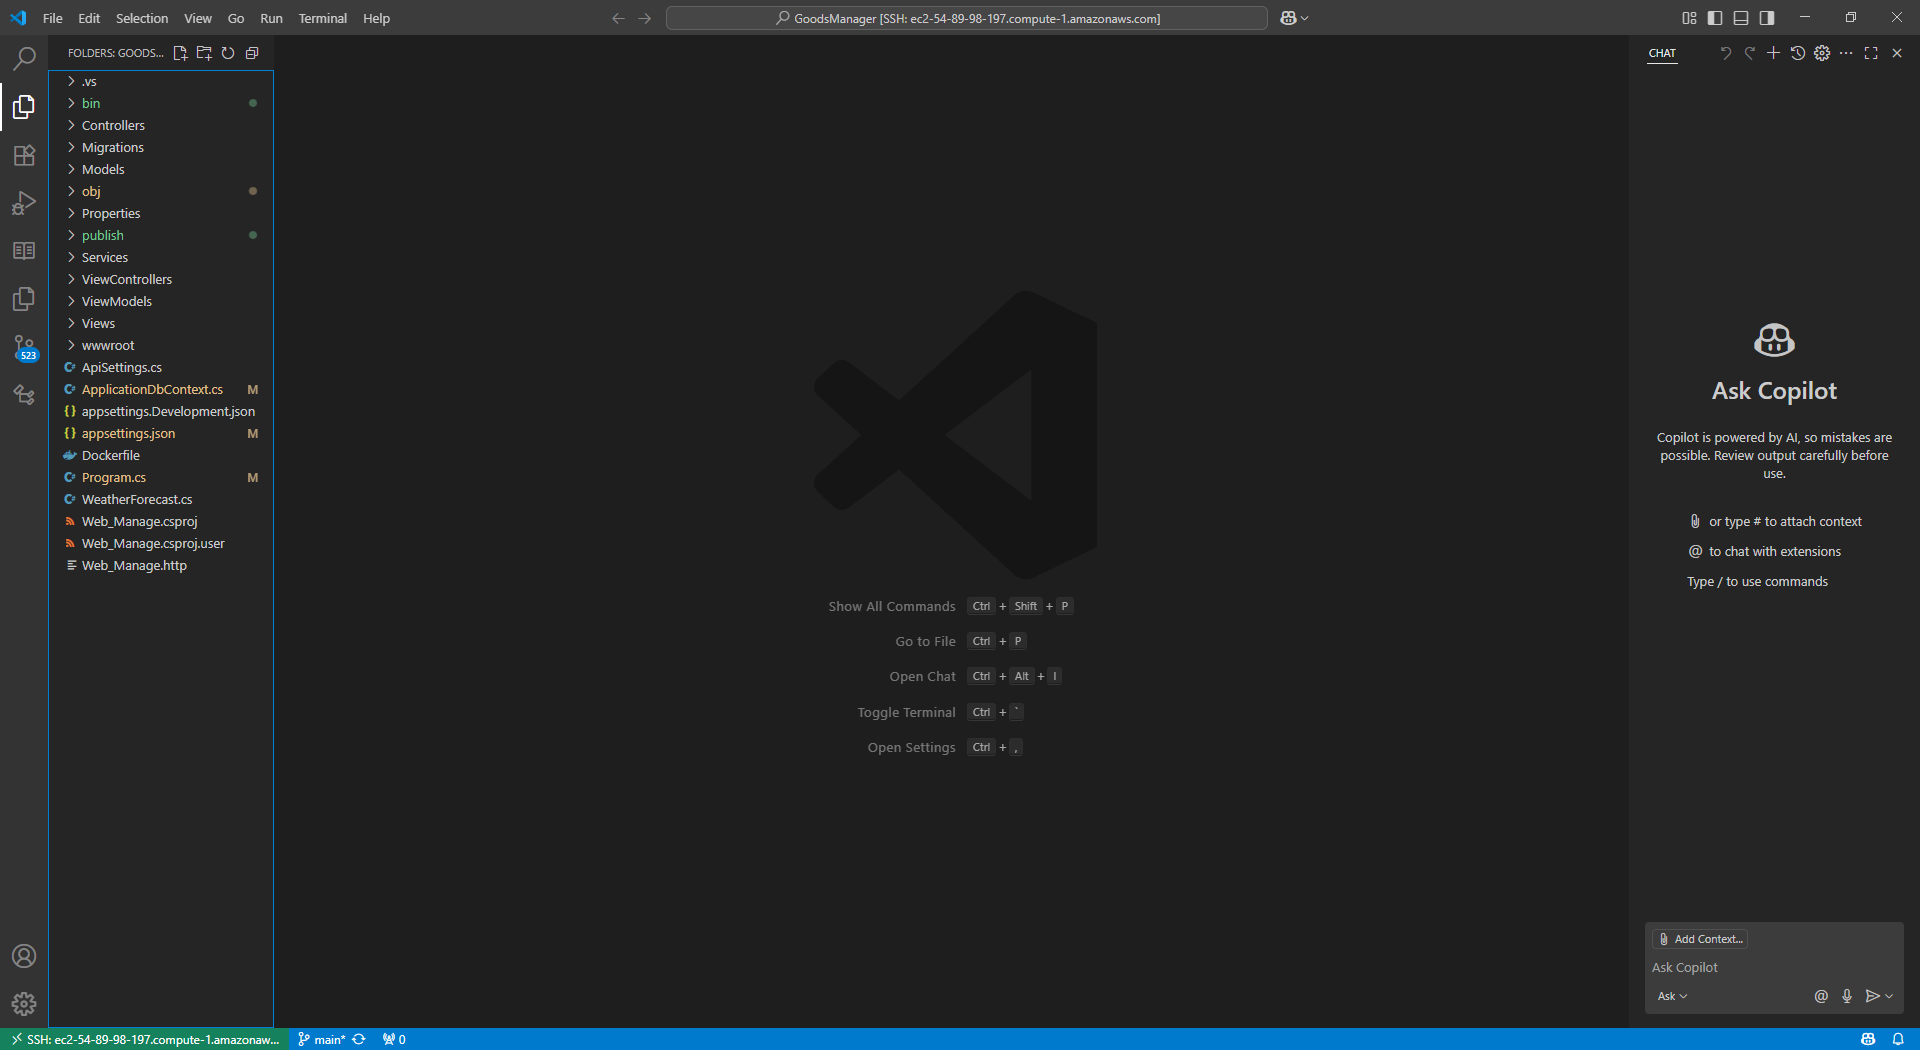 File Edit Selection View Go Run Terminal Help
GoodsManager [SSH: ec2-54-89-98-197.compute-1.amazonaws.com]
FOLDERS: GOODS...
.vs
bin
Controllers
Migrations
Models
obj
Properties
publish
Services
ViewControllers
ViewModels
Views
wwwroot
ApiSettings.cs
ApplicationDbContext.cs M
appsettings.Development.json
appsettings.json M
Dockerfile
Program.cs M
WeatherForecast.cs
Web_Manage.csproj
Web_Manage.csproj.user
Web_Manage.http
523
Show All Commands Ctrl + Shift + P
Go to File Ctrl + P
Open Chat Ctrl + Alt + I
Toggle Terminal Ctrl + `
Open Settings Ctrl + ,
CHAT
Ask Copilot
Copilot is powered by AI, so mistakes are
possible. Review output carefully before
use.
or type # to attach context
@ to chat with extensions
Type / to use commands
Add Context...
Ask Copilot
Ask
SSH: ec2-54-89-98-197.compute-1.amazonaw... main* 0